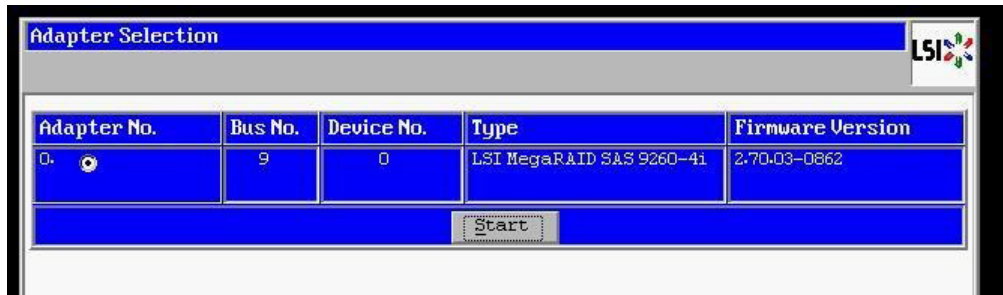 Adapter Selection
LSI
Adapter No. Bus No. Device No. Type Firmware Version
0. 9 0 LSI MegaRAID SAS 9260-4i 2.70.03-0862
Start